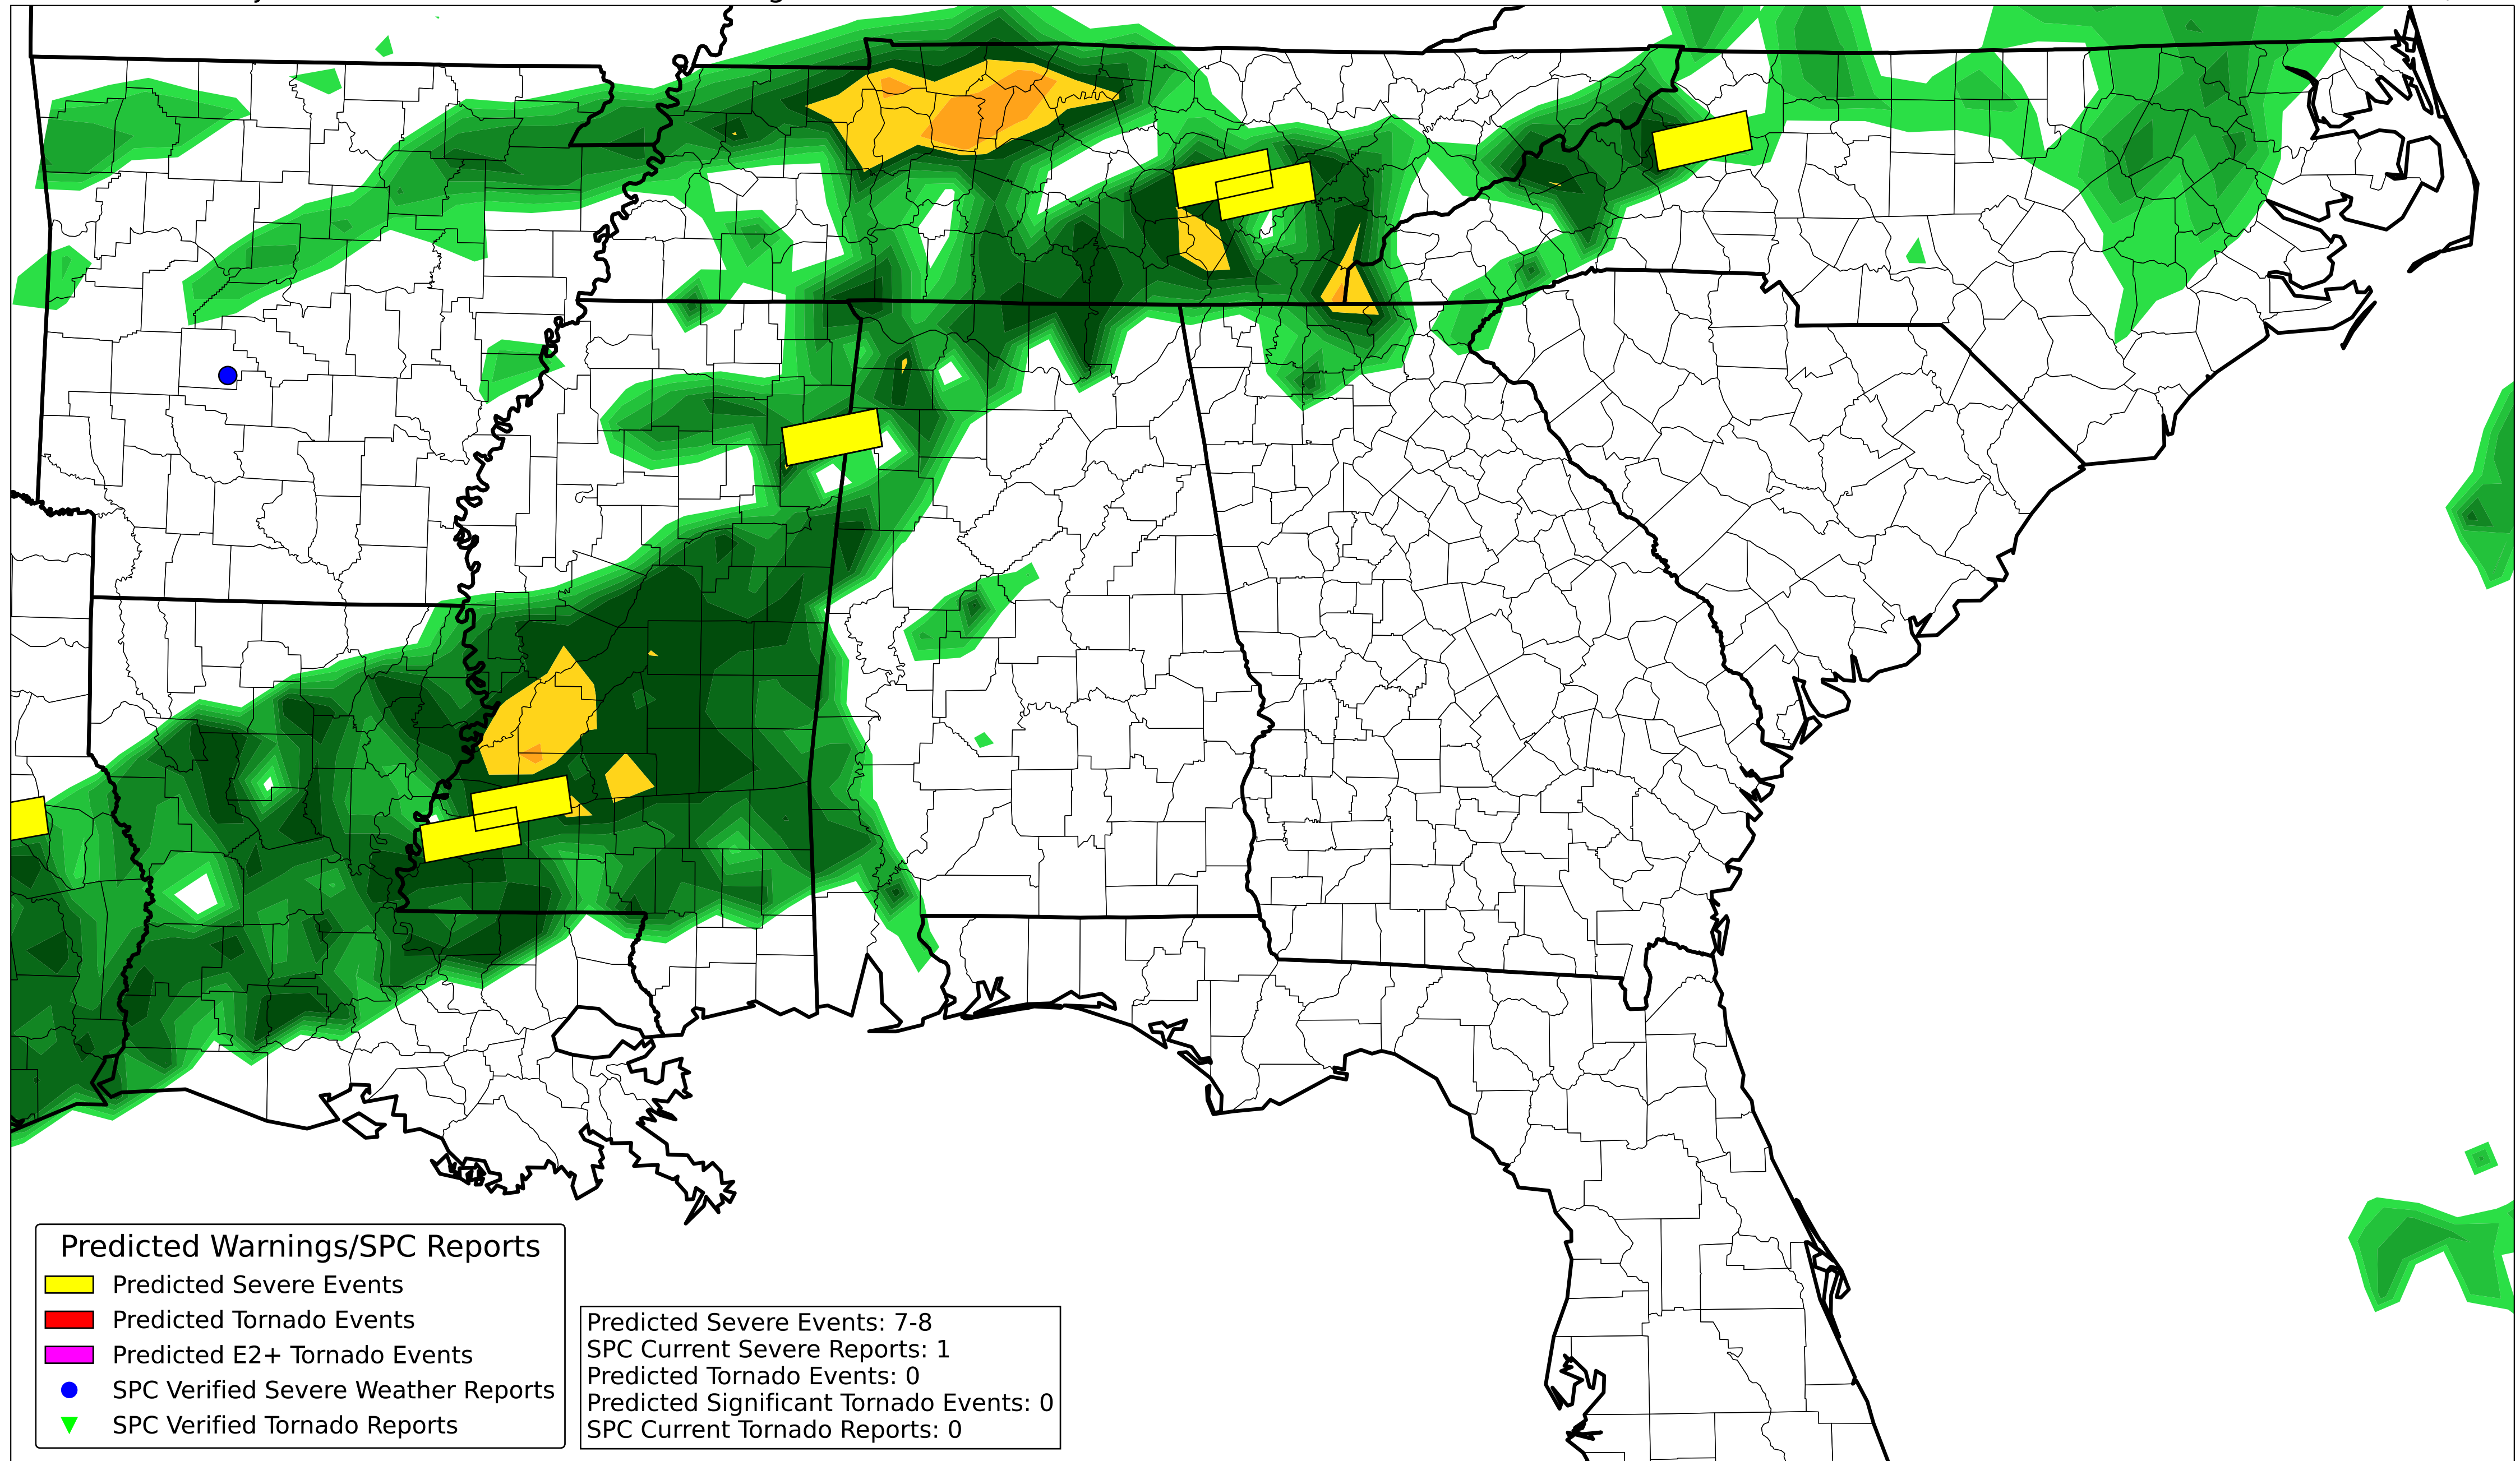 Predicted Warnings/SPC Reports
Predicted Severe Events
Predicted Tornado Events
Predicted E2+ Tornado Events
SPC Verified Severe Weather Reports
SPC Verified Tornado Reports
Predicted Severe Events: 7-8
SPC Current Severe Reports: 1
Predicted Tornado Events: 0
Predicted Significant Tornado Events: 0
SPC Current Tornado Reports: 0